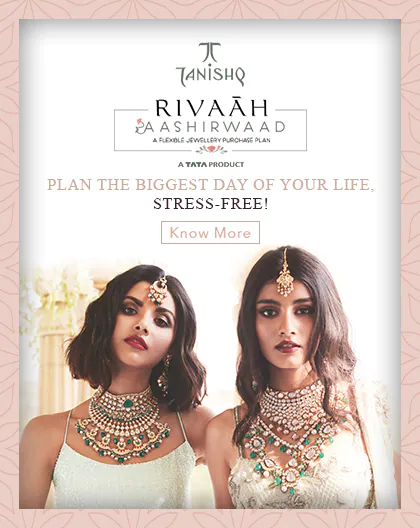 TANISHQ
RIVAĀH
AASHIRWAAD
A FLEXIBLE JEWELLERY PURCHASE PLAN
A TATA PRODUCT
PLAN THE BIGGEST DAY OF YOUR LIFE,
STRESS-FREE!
Know More